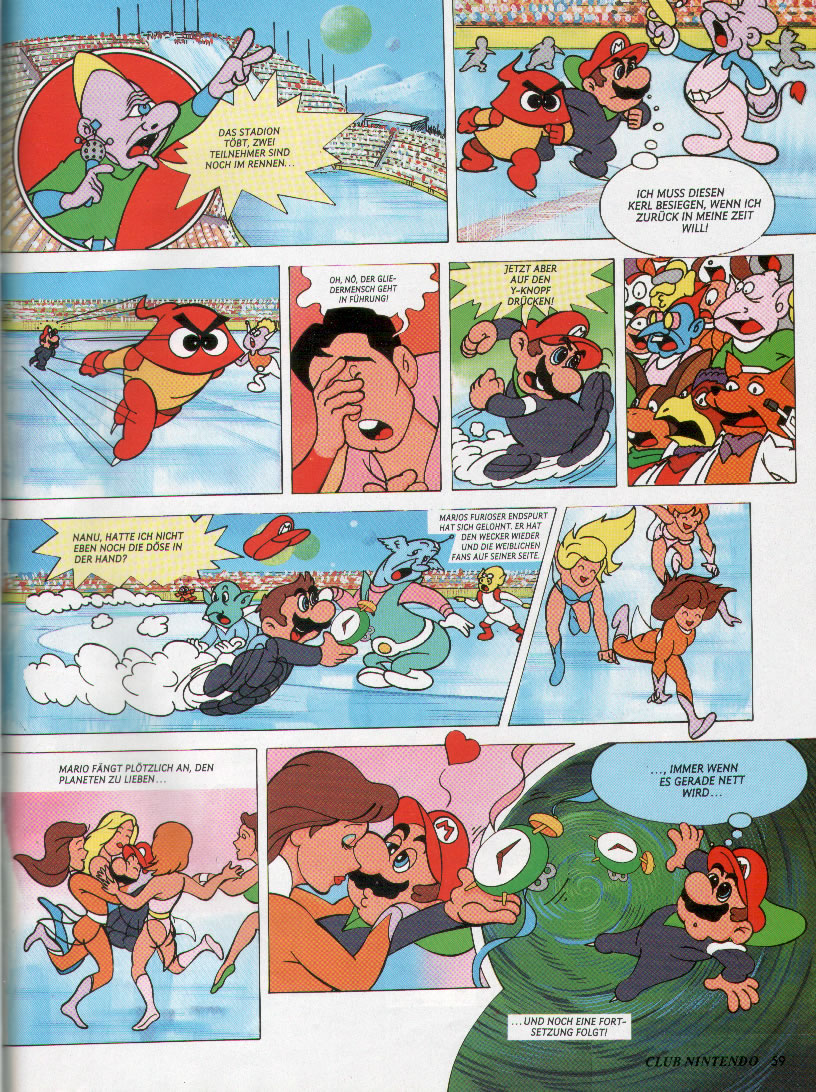 DAS STADION
TÖBT, ZWEI
TEILNEHMER SIND
NOCH IM RENNEN...
M
ICH MUSS DIESEN
KERL BESIEGEN, WENN ICH
ZURÜCK IN MEINE ZEIT
WILL!
OH, NÖ, DER GLIE-
DERMENSCH GEHT
IN FÜHRUNG!
JETZT ABER
AUF DEN
Y-KNOPF
DRÜCKEN!
NANU, HATTE ICH NICHT
EBEN NOCH DIE DÖSE IN
DER HAND?
M
MARIOS FURIOSER ENDSPURT
HAT SICH GELOHNT. ER HAT
DEN WECKER WIEDER
UND DIE WEIBLICHEN
FANS AUF SEINER SEITE.
MARIO FÄNGT PLÖTZLICH AN, DEN
PLANETEN ZU LIEBEN...
M
M
..., IMMER WENN
ES GERADE NETT
WIRD...
M
...UND NOCH EINE FORT-
SETZUNG FOLGT!
CLUB NINTENDO 59